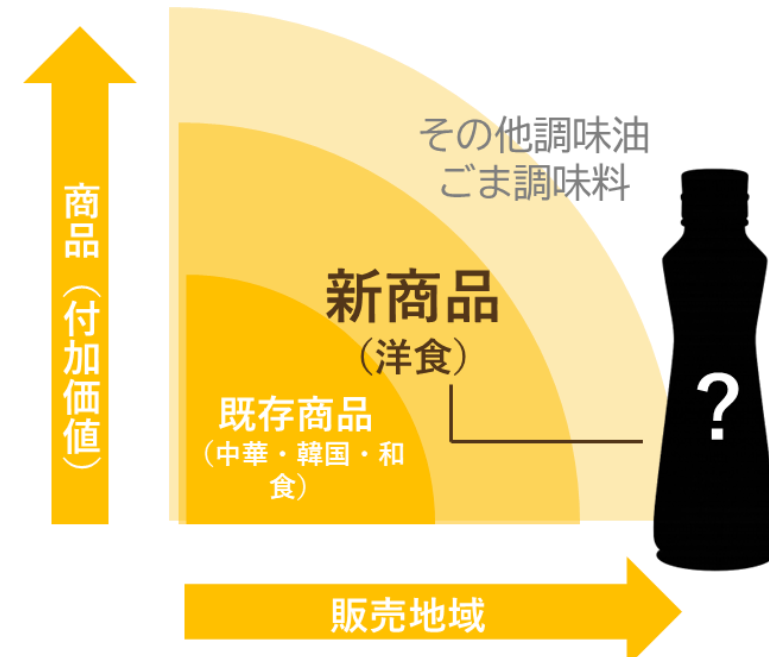 その他調味油
ごま調味料
商品（付加価値）
新商品
（洋食）
既存商品
（中華・韓国・和
食）
?
販売地域